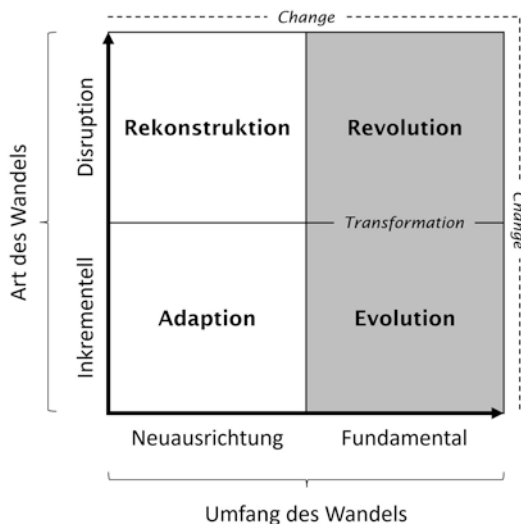 Change
Disruption
Rekonstruktion
Revolution
Art des Wandels
Transformation
Change
Inkrementell
Adaption
Evolution
Neuausrichtung
Fundamental
Umfang des Wandels